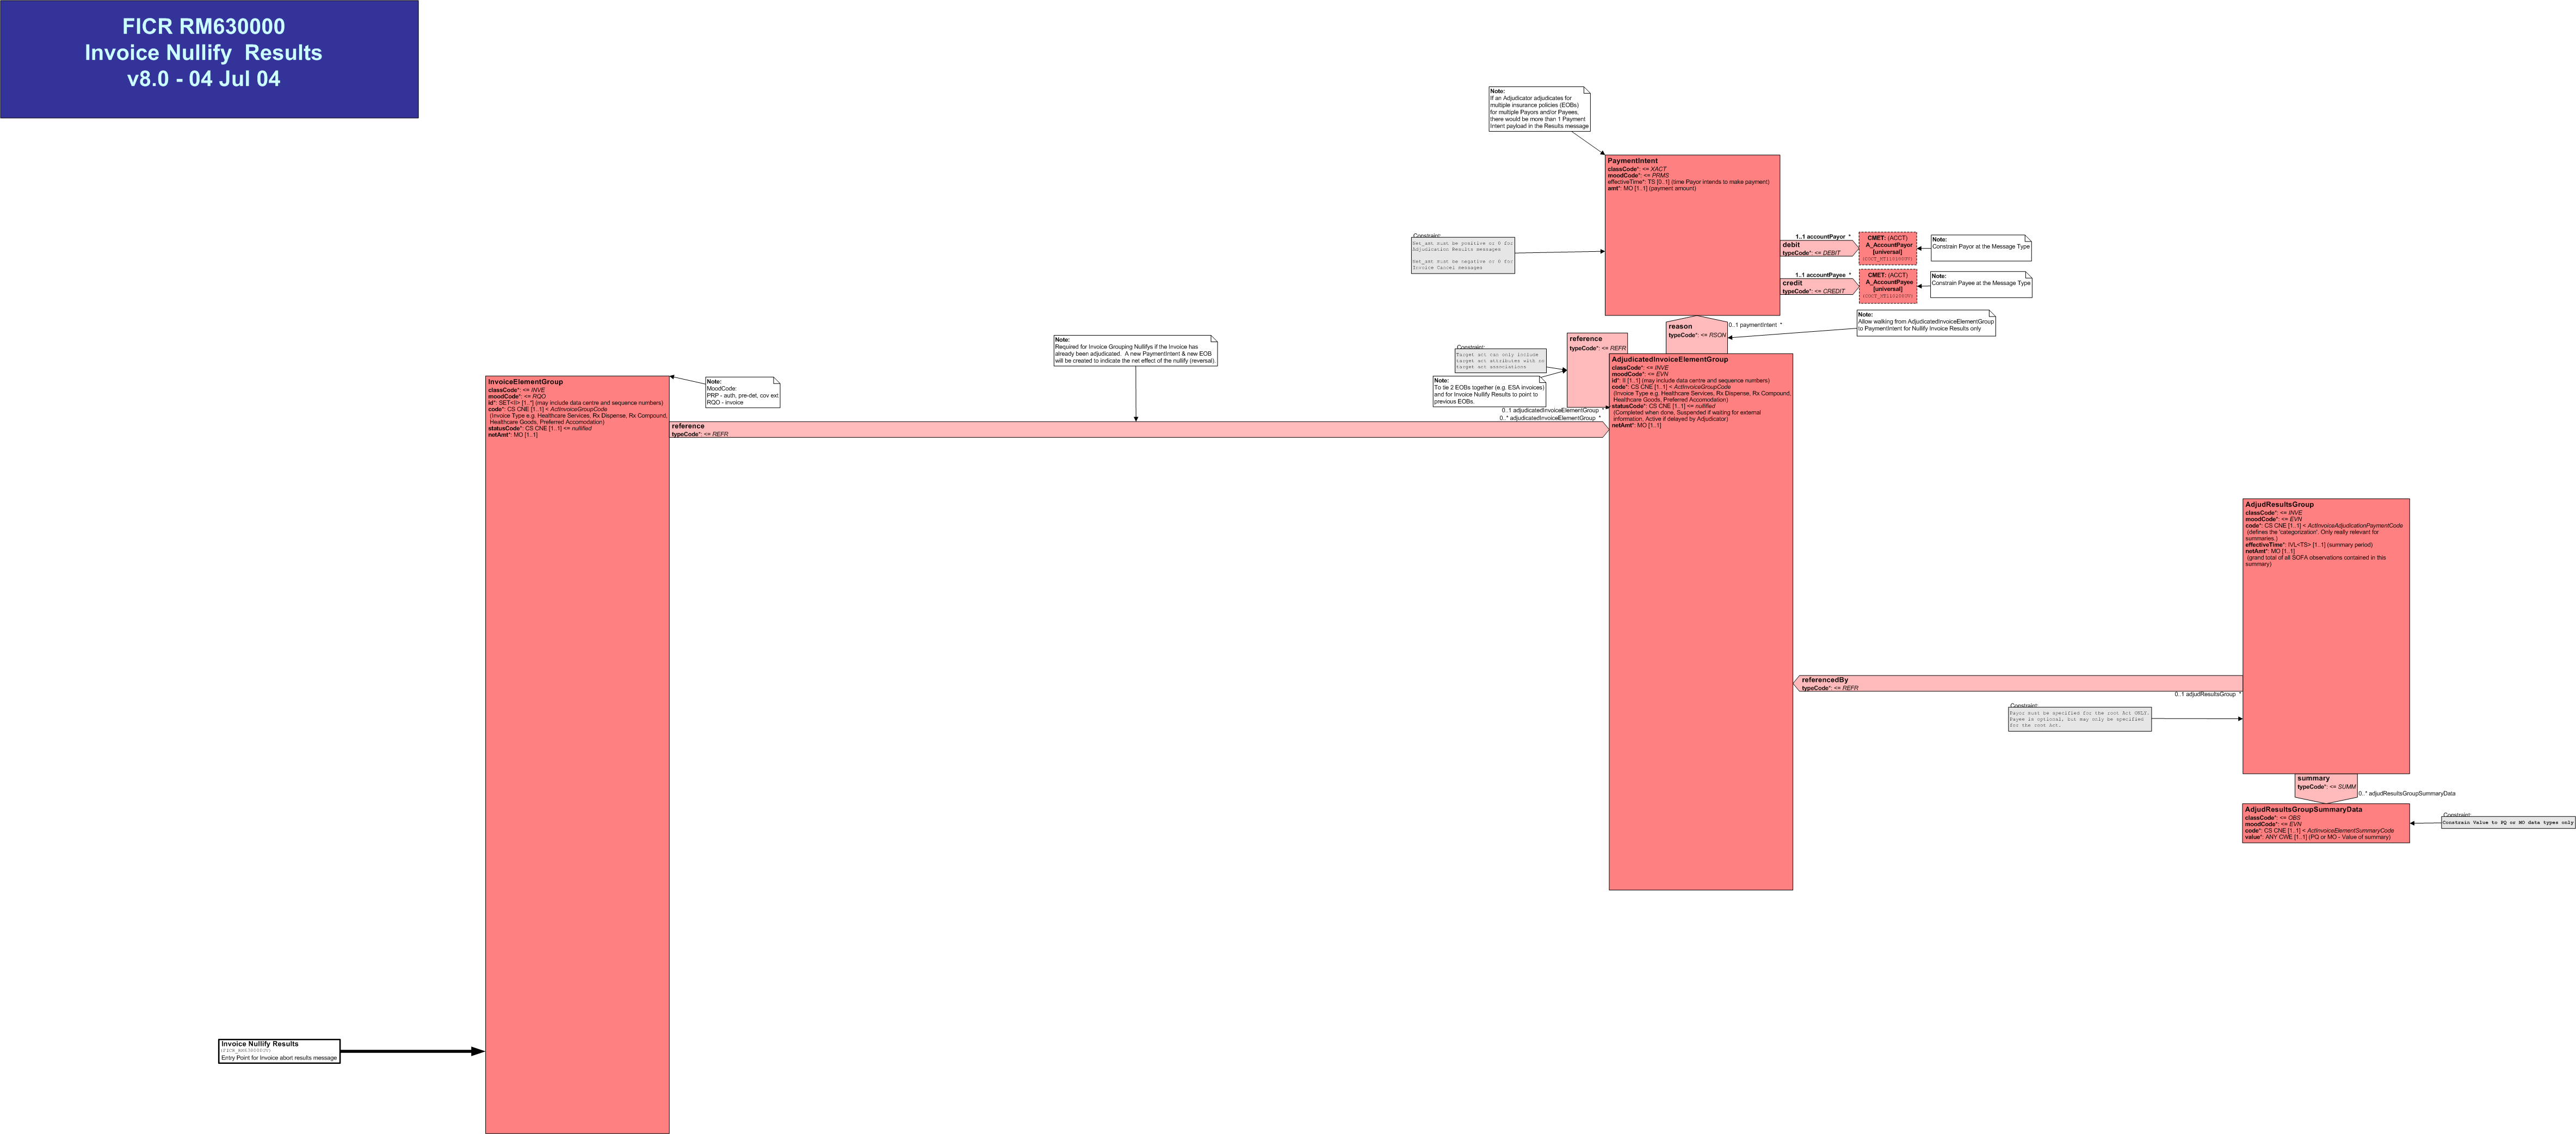 FICR RM630000
Invoice Nullify  Results
v8.0 - 04 Jul 04
Note:
If an Adjudicator adjudicates for
multiple insurance policies (EOBs)
for multiple Payors and/or Payees,
there would be more than 1 Payment
Intent payload in the Results message
PaymentIntent
classCode*: <= XACT
moodCode*: <= PRMS
effectiveTime*: TS [0..1] (time Payor intends to make payment)
amt*: MO [1..1] (payment amount)
Constraint:
Net_amt must be positive or 0 for
Adjudication Results messages
Net_amt must be negative or 0 for
Invoice Cancel messages
1..1 accountPayor *
debit
typeCode*: <= DEBIT
CMET: (ACCT)
A_AccountPayor
[universal]
Note:
Constrain Payor at the Message Type
1..1 accountPayee *
credit
typeCode*: <= CREDIT
CMET: (ACCT)
A_AccountPayee
[universal]
Note:
Constrain Payee at the Message Type
reason
typeCode*: <= RSON
0..1 paymentIntent *
Note:
Allow walking from AdjudicatedInvoiceElementGroup
to PaymentIntent for Nullify Invoice Results only
reference
typeCode*: <= REFR
Constraint:
Target act can only include
target act attributes with no
target act associations
Note:
To tie 2 EOBs together (e.g. ESA invoices)
and for Invoice Nullify Results to point to
previous EOBs.
0..1 adjudicatedInvoiceElementGroup *
0..* adjudicatedInvoiceElementGroup *
Note:
Required for Invoice Grouping Nullifys if the Invoice has
already been adjudicated.  A new PaymentIntent & new EOB
will be created to indicate the net effect of the nullify (reversal).
InvoiceElementGroup
classCode*: <= INVE
moodCode*: <= RQO
id*: SET<II> [1..*] (may include data centre and sequence numbers)
code*: CS CNE [1..1] < ActInvoiceGroupCode
(Invoice Type e.g. Healthcare Services, Rx Dispense, Rx Compound,
Healthcare Goods, Preferred Accomodation)
statusCode*: CS CNE [1..1] <= nullified
netAmt*: MO [1..1]
Note:
MoodCode:
PRP - auth, pre-det, cov ext
RQO - invoice
reference
typeCode*: <= REFR
AdjudicatedInvoiceElementGroup
classCode*: <= INVE
moodCode*: <= EVN
id*: II [1..1] (may include data centre and sequence numbers)
code*: CS CNE [1..1] < ActInvoiceGroupCode
(Invoice Type e.g. Healthcare Services, Rx Dispense, Rx Compound,
Healthcare Goods, Preferred Accomodation)
statusCode*: CS CNE [1..1] <= nullified
(Completed when done, Suspended if waiting for external
information, Active if delayed by Adjudicator)
netAmt*: MO [1..1]
AdjudResultsGroup
classCode*: <= INVE
moodCode*: <= EVN
code*: CS CNE [1..1] < ActInvoiceAdjudicationPaymentCode
(defines the 'categorization'. Only really relevant for
summaries.)
effectiveTime*: IVL<TS> [1..1] (summary period)
netAmt*: MO [1..1]
(grand total of all SOFA observations contained in this
summary)
referencedBy
typeCode*: <= REFR
0..1 adjudResultsGroup *
Constraint:
Payor must be specified for the root Act ONLY.
Payee is optional, but may only be specified
for the root Act.
summary
typeCode*: <= SUMM
0..* adjudResultsGroupSummaryData
AdjudResultsGroupSummaryData
classCode*: <= OBS
moodCode*: <= EVN
code*: CS CNE [1..1] < ActInvoiceElementSummaryCode
value*: ANY CWE [1..1] (PQ or MO - Value of summery)
Constraint:
Constrain Value to PQ or MO data types only
Invoice Nullify Results
Entry Point for Invoice abort results message